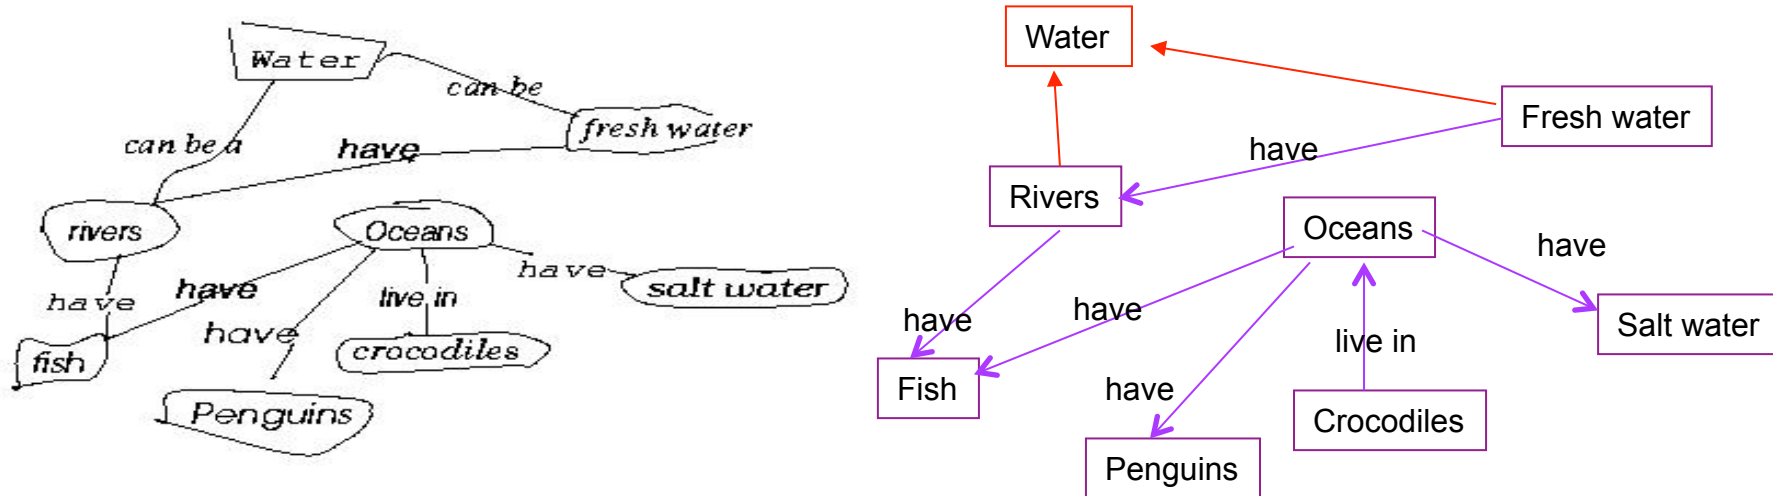 Water
can be
fresh water
can be a
have
rivers
Oceans
have
salt water
have
have
live in
have
fish
crocodiles
Penguins
Water
Fresh water
have
Rivers
Oceans
have
have
have
live in
Salt water
Fish
have
Crocodiles
Penguins